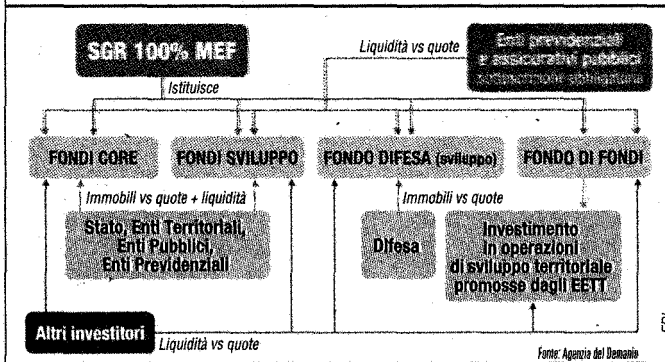 SGR 100% MEF
Liquidità vs quote
Enti previdenziali
e assicurativi pubblici
Istituisce
FONDI CORE
FONDI SVILUPPO
FONDO DIFESA (sviluppo)
FONDO DI FONDI
Immobili vs quote + liquidità
Immobili vs quote
Stato, Enti Territoriali,
Enti Pubblici,
Enti Previdenziali
Difesa
Investimento
in operazioni
di sviluppo territoriale
promosse dagli EETT
Altri investitori
Liquidità vs quote
Fonte: Agenzia del Demanio